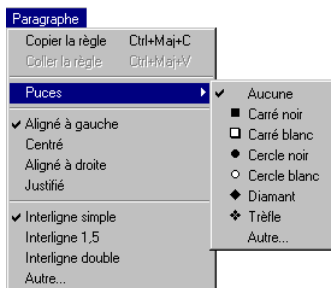 Paragraphe
Copier la règle Ctrl+Maj+C
Coller la règle Ctrl+Maj+V
Puces
Aligné à gauche
Centré
Aligné à droite
Justifié
Interligne simple
Interligne 1,5
Interligne double
Autre...
Aucune
Carré noir
Carré blanc
Cercle noir
Cercle blanc
Diamant
Trèfle
Autre...